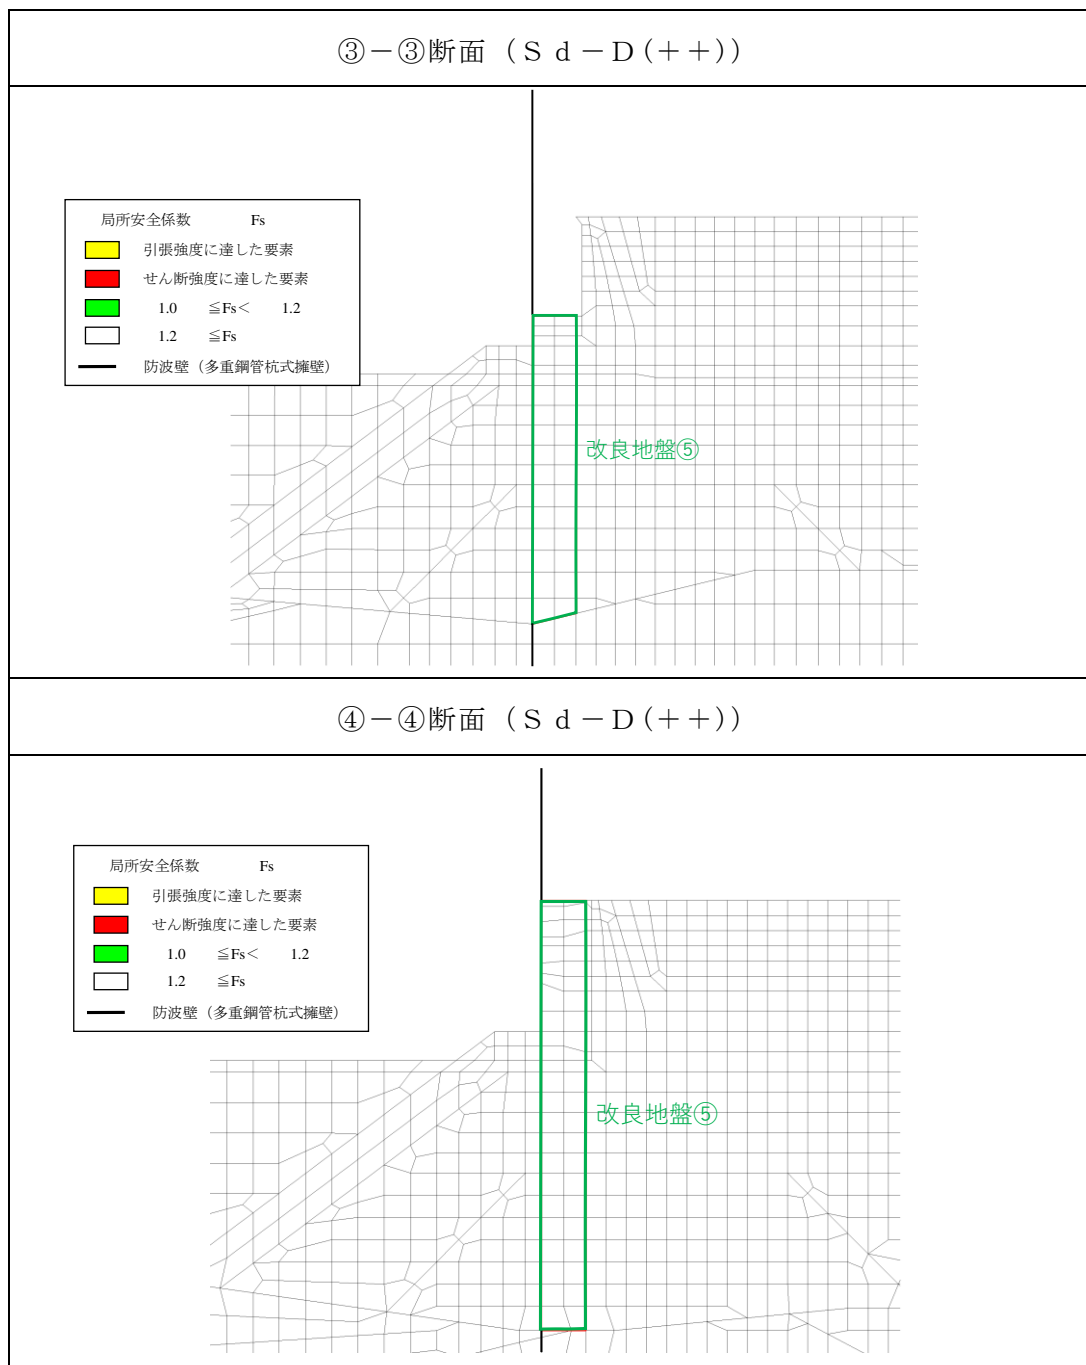 ③－③断面（Ｓｄ－Ｄ(＋＋)）
局所安全係数 Fs
引張強度に達した要素
せん断強度に達した要素
1.0 ≦Fs< 1.2
1.2 ≦Fs
防波壁（多重鋼管杭式擁壁）
改良地盤⑤
④－④断面（Ｓｄ－Ｄ(＋＋)）
局所安全係数 Fs
引張強度に達した要素
せん断強度に達した要素
1.0 ≦Fs< 1.2
1.2 ≦Fs
防波壁（多重鋼管杭式擁壁）
改良地盤⑤